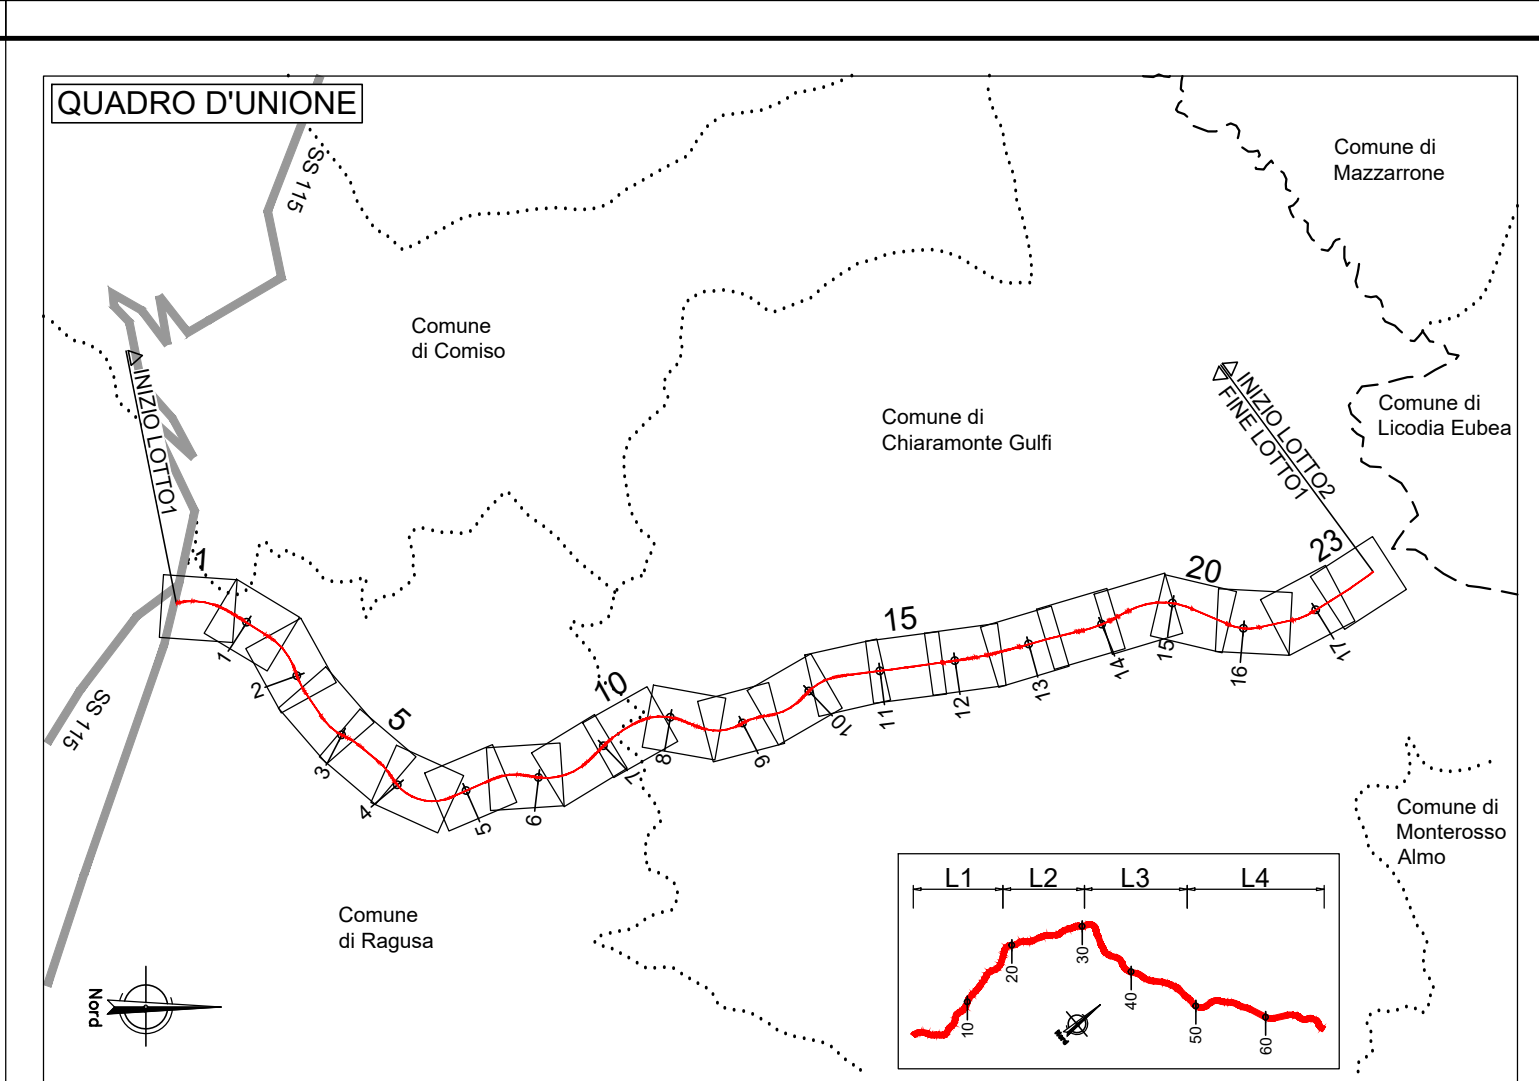 QUADRO D'UNIONE
SS 115
Comune di
Mazzarrone
Comune
di Comiso
INIZIO LOTTO1
Comune di
Chiaramonte Gulfi
INIZIO LOTTO2
FINE LOTTO1
Comune di
Licodia Eubea
1
5
10
15
20
23
1
2
3
4
5
6
7
8
9
10
11
12
13
14
15
16
17
SS 115
Comune
di Ragusa
Comune di
Monterosso
Almo
Nord
L1
L2
L3
L4
10
20
30
40
50
60
Nord